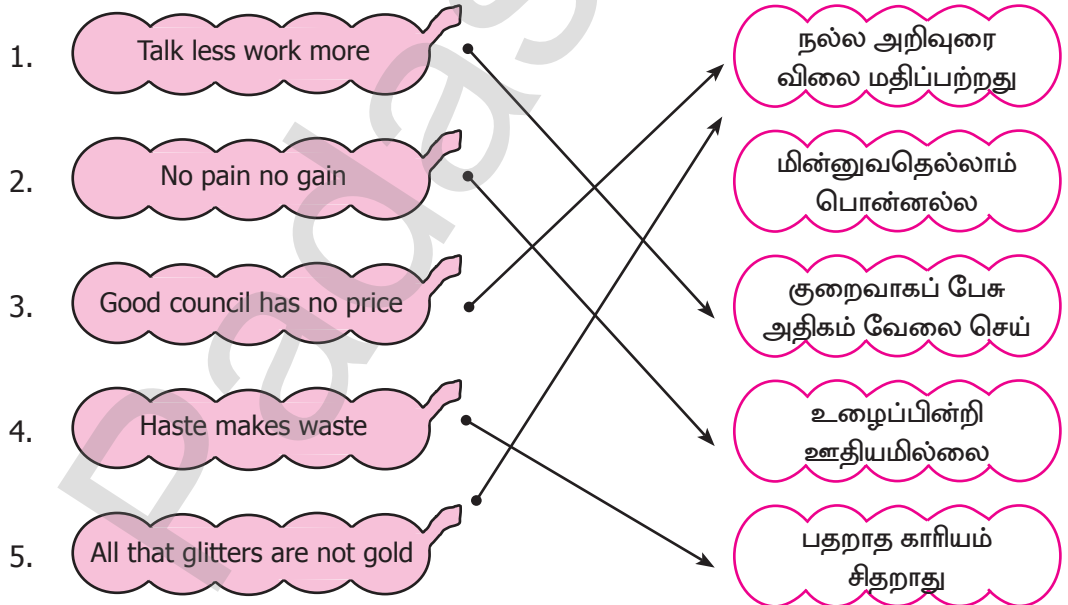 1. Talk less work more
நல்ல அறிவுரை
விலை மதிப்பற்றது
2. No pain no gain
மின்னுவதெல்லாம்
பொன்னல்ல
3. Good council has no price
குறைவாகப் பேசு
அதிகம் வேலை செய்
4. Haste makes waste
உழைப்பின்றி
ஊதியமில்லை
5. All that glitters are not gold
பதறாத காரியம்
சிதறாது
Padas